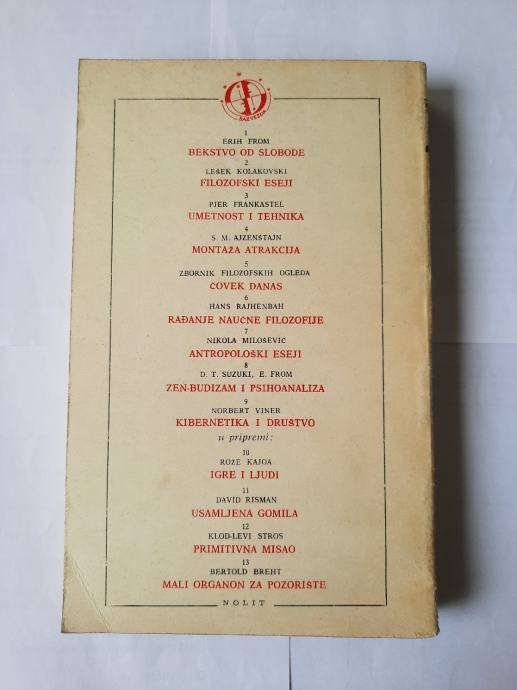 SAZVEŽĐA
1
ERIH FROM
BEKSTVO OD SLOBODE
2
LEŠEK KOLAKOVSKI
FILOZOFSKI ESEJI
3
PJER FRANKASTEL
UMETNOST I TEHNIKA
4
S. M. AJZENŠTAJN
MONTAŽA ATRAKCIJA
5
ZBORNIK FILOZOFSKIH OGLEDA
ČOVEK DANAS
6
HANS RAJHENBAH
RAĐANJE NAUČNE FILOZOFIJE
7
NIKOLA MILOŠEVIĆ
ANTROPOLOŠKI ESEJI
8
D. T. SUZUKI, E. FROM
ZEN-BUDIZAM I PSIHOANALIZA
9
NORBERT VINER
KIBERNETIKA I DRUŠTVO
u pripremi:
10
ROŽE KAJOA
IGRE I LJUDI
11
DAVID RISMAN
USAMLJENA GOMILA
12
KLOD-LEVI STROS
PRIMITIVNA MISAO
13
BERTOLD BREHT
MALI ORGANON ZA POZORIŠTE
NOLIT